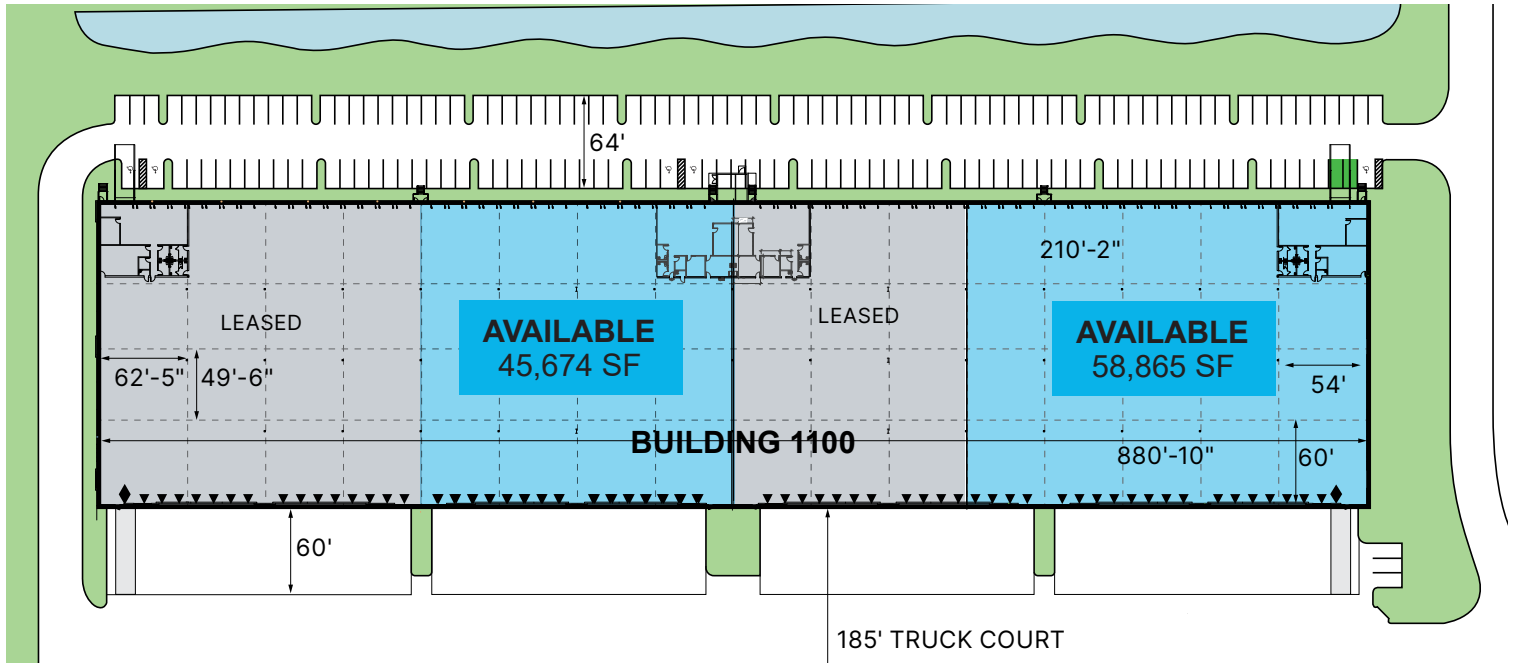 64'
210'-2"
LEASED
AVAILABLE
45,674 SF
LEASED
AVAILABLE
58,865 SF
62'-5"
49'-6"
54'
BUILDING 1100
880'-10"
60'
60'
185' TRUCK COURT